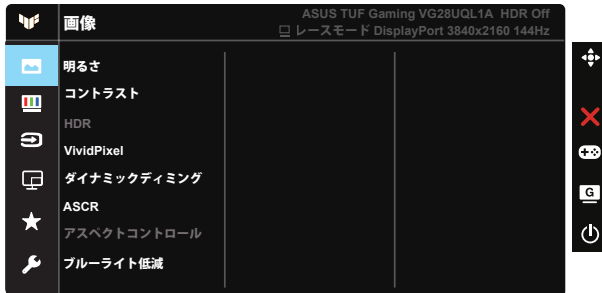 画像
ASUS TUF Gaming VG28UQL1A HDR Off
レースモード DisplayPort 3840x2160 144Hz
明るさ
コントラスト
HDR
VividPixel
ダイナミックディミング
ASCR
アスペクトコントロール
ブルーライト低減
G